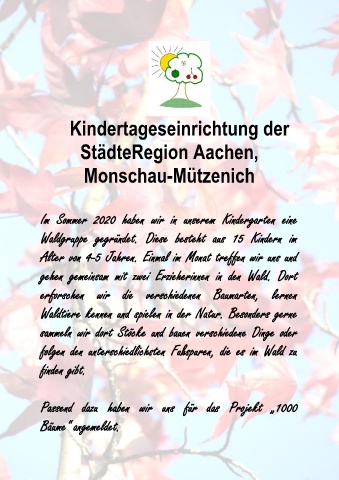 Kindertageseinrichtung der
StädteRegion Aachen,
Monschau-Mützenich
Im Sommer 2020 haben wir in unserem Kindergarten eine
Waldgruppe gegründet. Diese besteht aus 15 Kindern im
Alter von 4-5 Jahren. Einmal im Monat treffen wir uns und
gehen gemeinsam mit zwei Erzieherinnen in den Wald. Dort
erforschen wir die verschiedenen Baumarten, lernen
Waldtiere kennen und spielen in der Natur. Besonders gerne
sammeln wir dort Stöcke und bauen verschiedene Dinge oder
folgen den unterschiedlichsten Fuhspuren, die es im Wald zu
finden gibt.
Passend dazu haben wir uns für das Projekt „1000
Bäume“ angemeldet.